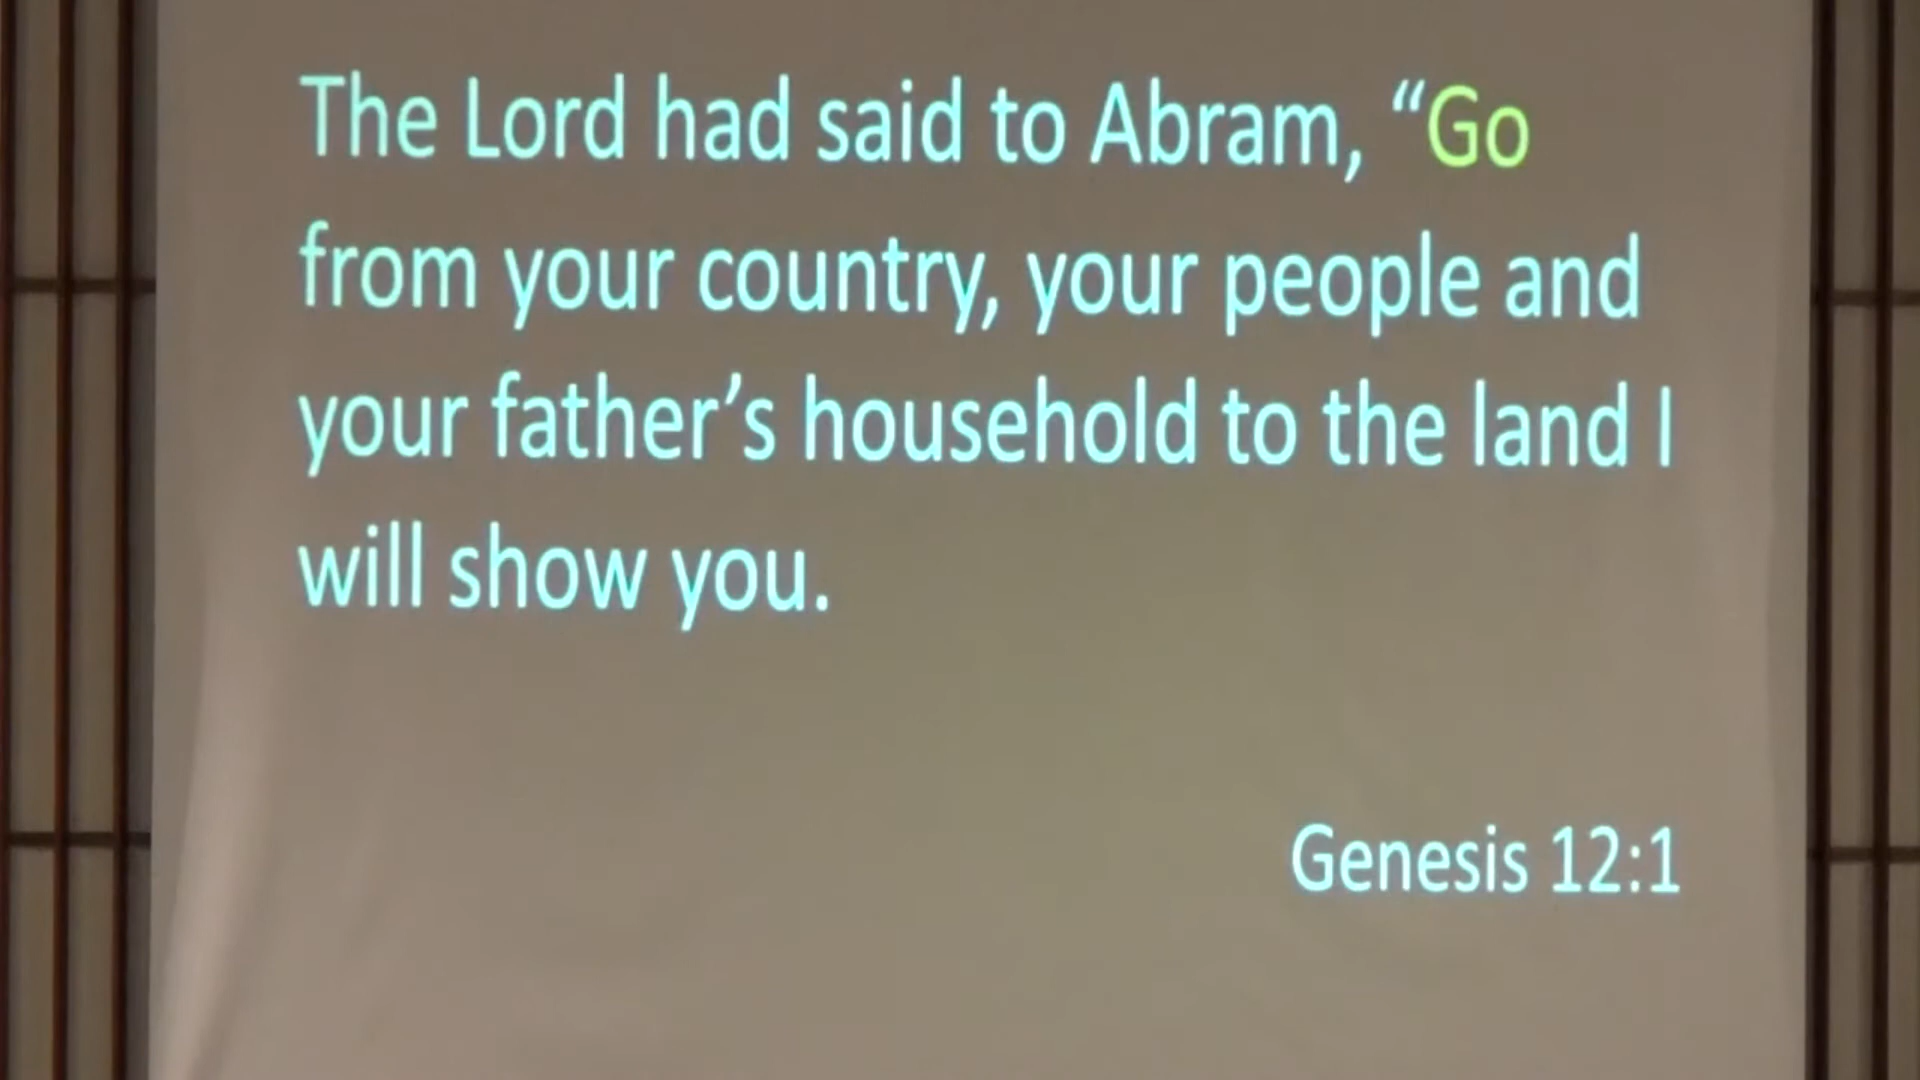 The Lord had said to Abram, “Go
from your country, your people and
your father’s household to the land I
will show you.
Genesis 12:1